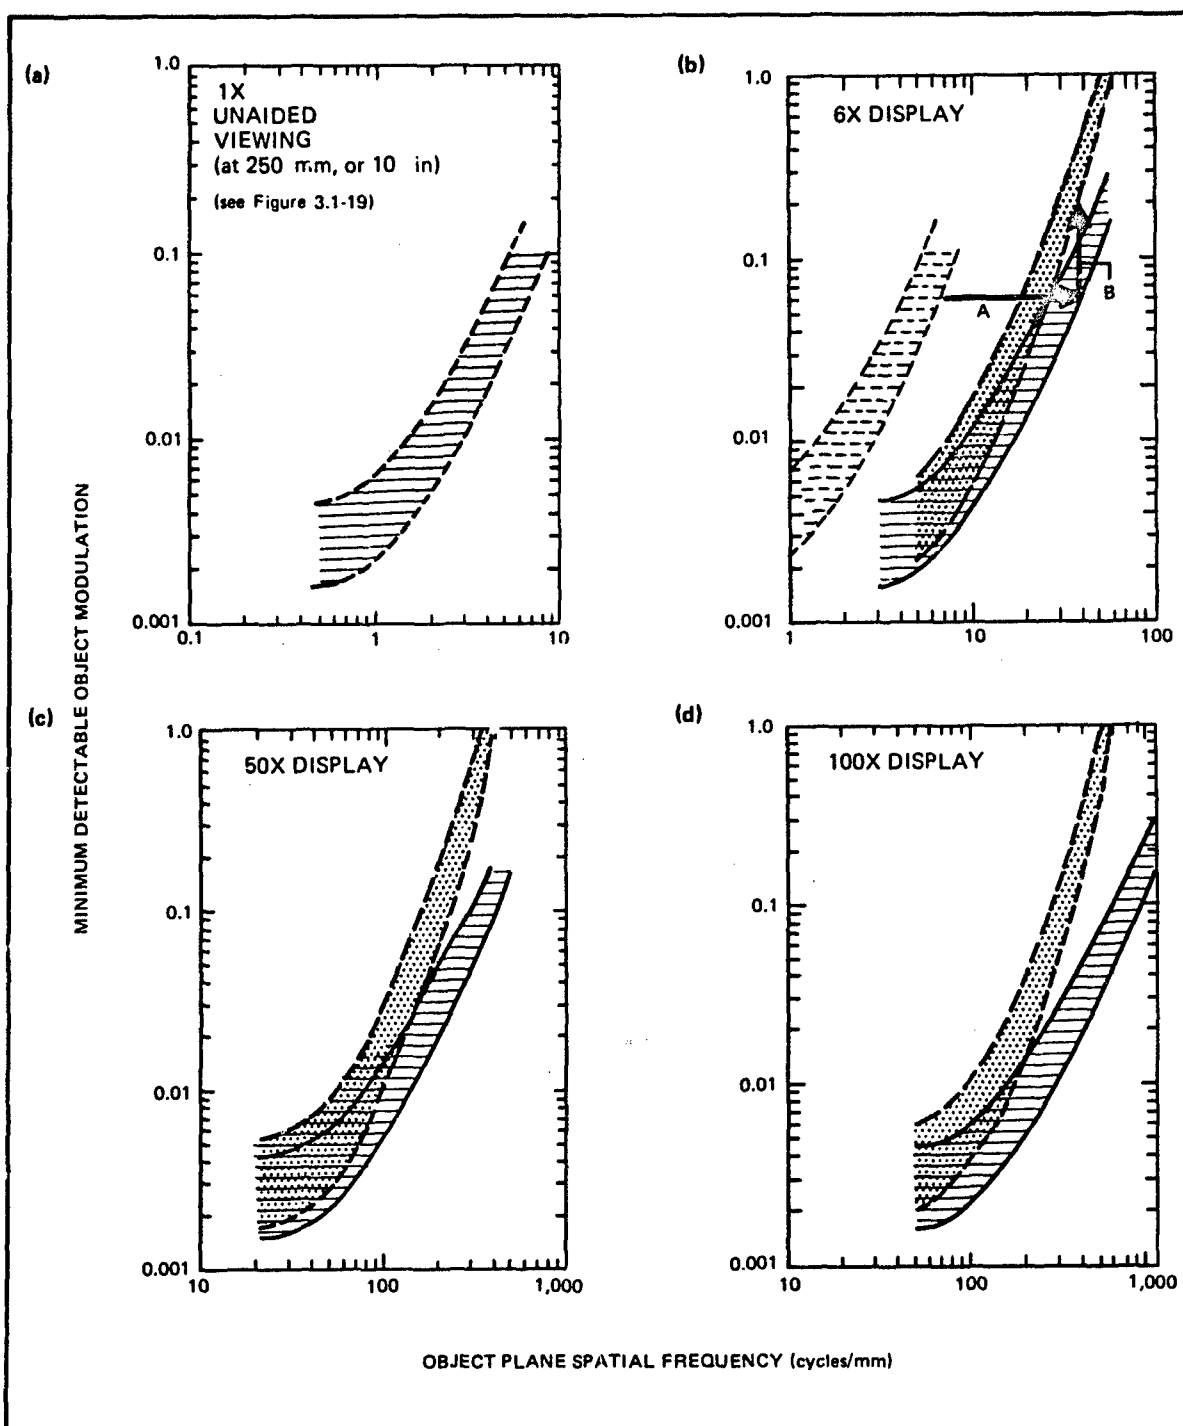 (a)
1.0
1X
UNAIDED
VIEWING
(at 250 mm, or 10 in)
(see Figure 3.1-19)
0.1
0.01
0.001
0.1
1
10
(b)
1.0
6X DISPLAY
0.1
A
B
0.01
0.001
1
10
100
MINIMUM DETECTABLE OBJECT MODULATION
(c)
1.0
50X DISPLAY
0.1
0.01
0.001
10
100
1,000
(d)
1.0
100X DISPLAY
0.1
0.01
0.001
10
100
1,000
OBJECT PLANE SPATIAL FREQUENCY (cycles/mm)